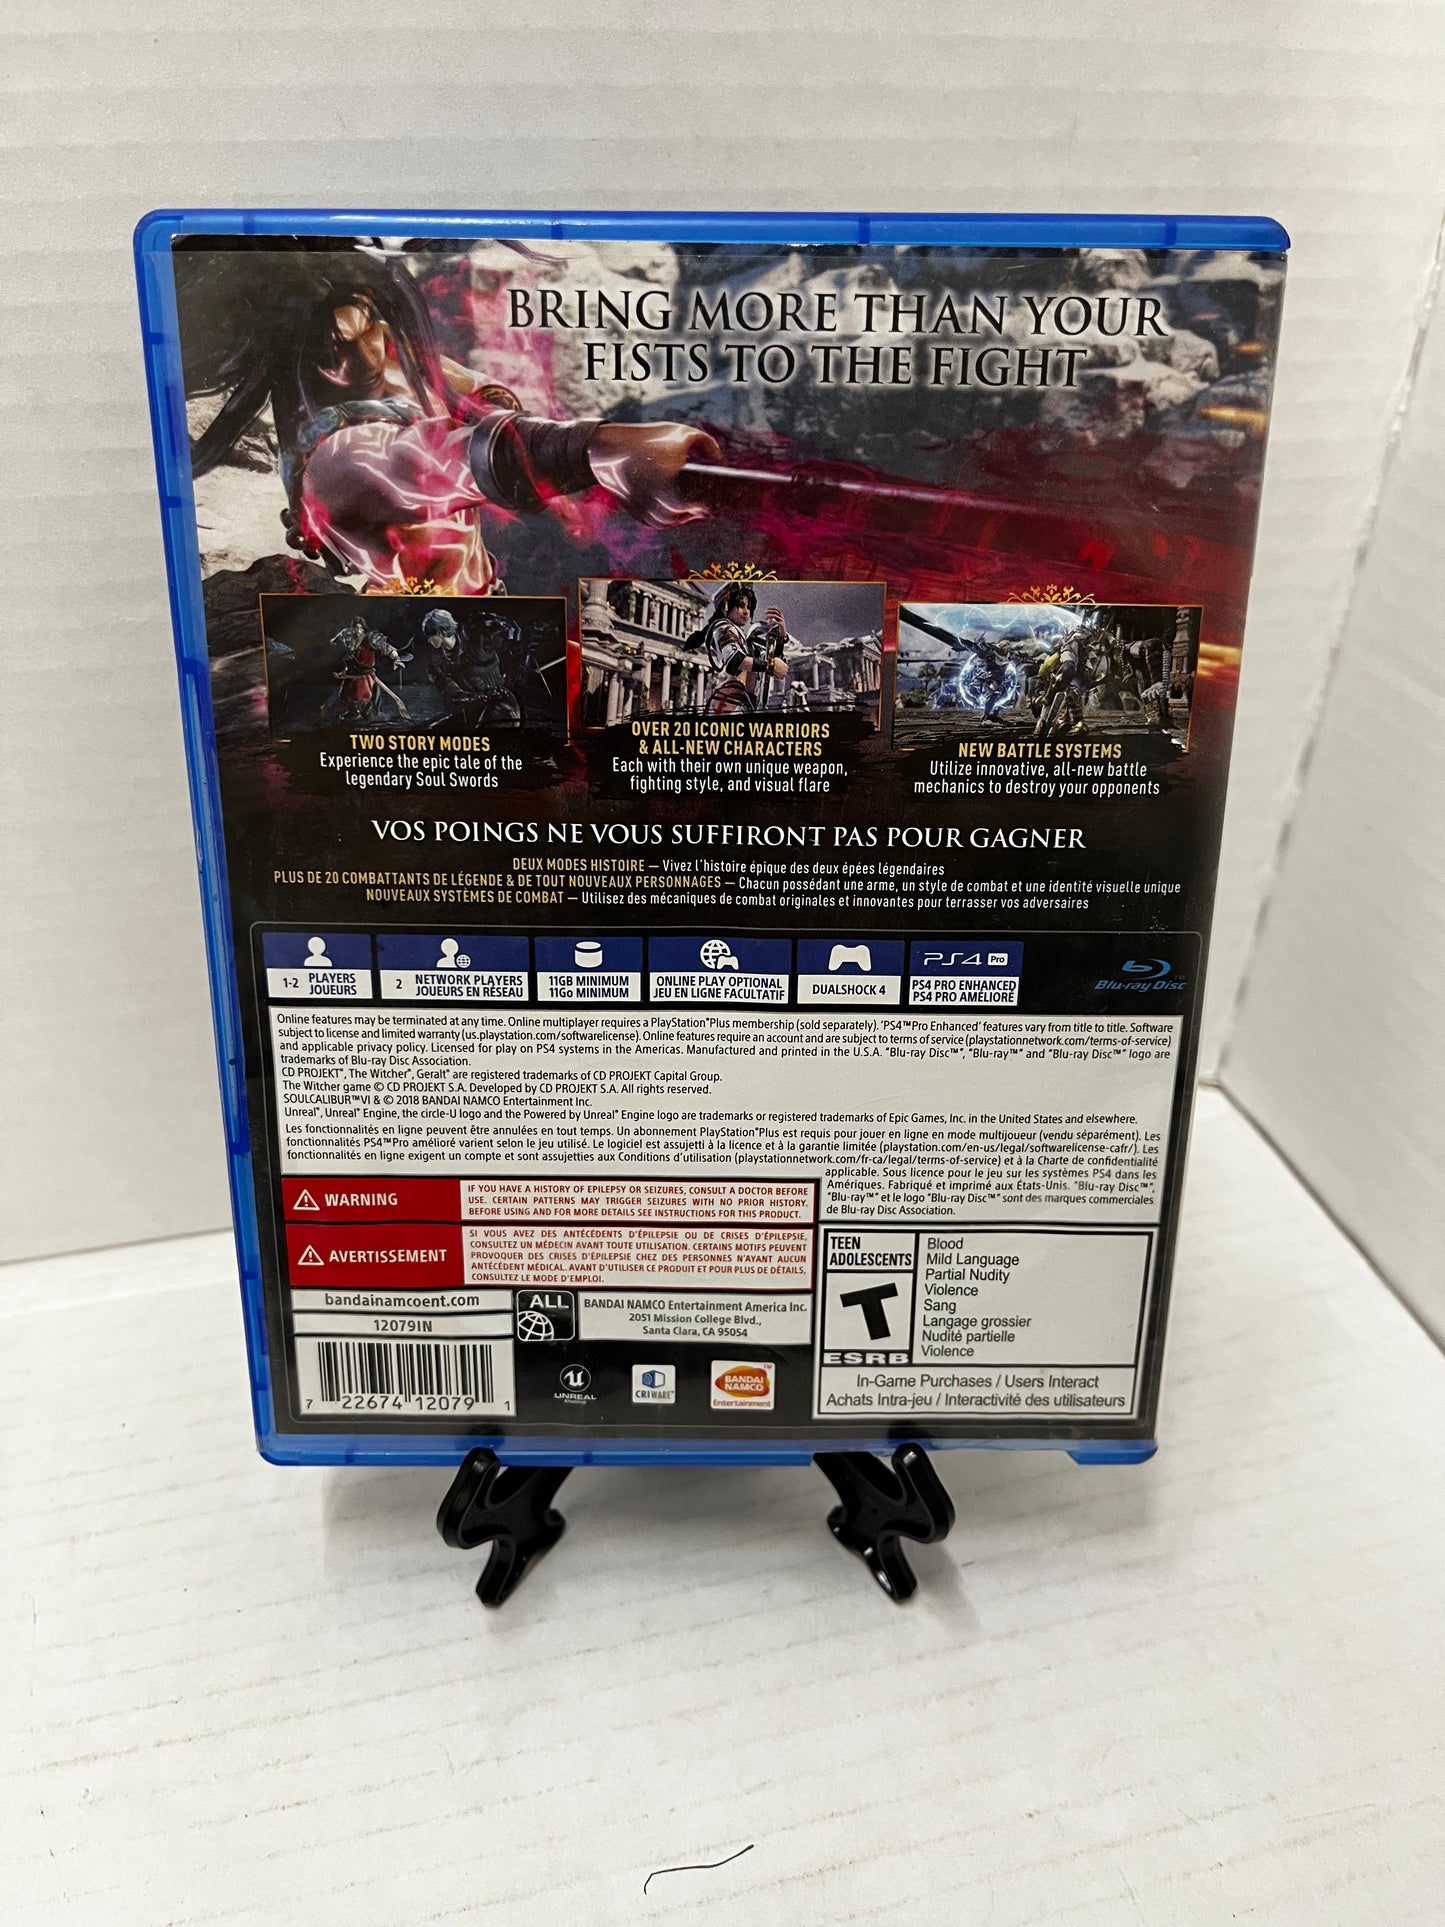 BRING MORE THAN YOUR
FISTS TO THE FIGHT
TWO STORY MODES
Experience the epic tale of the
legendary Soul Swords
OVER 20 ICONIC WARRIORS
& ALL-NEW CHARACTERS
Each with their own unique weapon,
fighting style, and visual flare
NEW BATTLE SYSTEMS
Utilize innovative, all-new battle
mechanics to destroy your opponents
VOS POINGS NE VOUS SUFFIRONT PAS POUR GAGNER
DEUX MODES HISTOIRE — Vivez l'histoire épique des deux épées légendaires
PLUS DE 20 COMBATTANTS DE LÉGENDE & DE TOUT NOUVEAUX PERSONNAGES — Chacun possédant une arme, un style de combat et une identité visuelle unique
NOUVEAUX SYSTÈMES DE COMBAT — Utilisez des mécaniques de combat originales et innovantes pour terrasser vos adversaires
1-2 PLAYERS
JOUEURS
2 NETWORK PLAYERS
JOUEURS EN RÉSEAU
11GB MINIMUM
11Go MINIMUM
ONLINE PLAY OPTIONAL
JEU EN LIGNE FACULTATIF
DUALSHOCK 4
PS4 Pro
PS4 PRO ENHANCED
PS4 PRO AMÉLIORÉ
Blu-ray Disc™
Online features may be terminated at any time. Online multiplayer requires a PlayStation®Plus membership (sold separately). 'PS4™Pro Enhanced' features vary from title to title. Software
subject to license and limited warranty (us.playstation.com/softwarelicense). Online features require an account and are subject to terms of service (playstationnetwork.com/terms-of-service)
and applicable privacy policy. Licensed for play on PS4 systems in the Americas. Manufactured and printed in the U.S.A. "Blu-ray Disc™", "Blu-ray™" and "Blu-ray Disc™" logo are
trademarks of Blu-ray Disc Association.
CD PROJEKT®, The Witcher®, Geralt® are registered trademarks of CD PROJEKT Capital Group.
The Witcher game © CD PROJEKT S.A. Developed by CD PROJEKT S.A. All rights reserved.
SOULCALIBUR™VI & © 2018 BANDAI NAMCO Entertainment Inc.
Unreal®, Unreal® Engine, the circle-U logo and the Powered by Unreal® Engine logo are trademarks or registered trademarks of Epic Games, Inc. in the United States and elsewhere.
Les fonctionnalités en ligne peuvent être annulées en tout temps. Un abonnement PlayStation®Plus est requis pour jouer en ligne en mode multijoueur (vendu séparément). Les
fonctionnalités PS4™Pro amélioré varient selon le jeu utilisé. Le logiciel est assujetti à la licence et à la garantie limitée (playstation.com/en-us/legal/softwarelicense-cafr/). Les
fonctionnalités en ligne exigent un compte et sont assujetties aux Conditions d'utilisation (playstationnetwork.com/fr-ca/legal/terms-of-service) et à la Charte de confidentialité
applicable. Sous licence pour le jeu sur les systèmes PS4 dans les
Amériques. Fabriqué et imprimé aux États-Unis. "Blu-ray Disc™",
"Blu-ray™" et le logo "Blu-ray Disc™" sont des marques commerciales
de Blu-ray Disc Association.
WARNING
IF YOU HAVE A HISTORY OF EPILEPSY OR SEIZURES, CONSULT A DOCTOR BEFORE
USE. CERTAIN PATTERNS MAY TRIGGER SEIZURES WITH NO PRIOR HISTORY.
BEFORE USING AND FOR MORE DETAILS SEE INSTRUCTIONS FOR THIS PRODUCT.
AVERTISSEMENT
SI VOUS AVEZ DES ANTÉCÉDENTS D'ÉPILEPSIE OU DE CRISES D'ÉPILEPSIE,
CONSULTEZ UN MÉDECIN AVANT TOUTE UTILISATION. CERTAINS MOTIFS PEUVENT
PROVOQUER DES CRISES D'ÉPILEPSIE CHEZ DES PERSONNES N'AYANT AUCUN
ANTÉCÉDENT MÉDICAL. AVANT D'UTILISER CE PRODUIT ET POUR PLUS DE DÉTAILS,
CONSULTEZ LE MODE D'EMPLOI.
bandainamcoent.com
12079IN
7 22674 12079 1
ALL
BANDAI NAMCO Entertainment America Inc.
2051 Mission College Blvd.,
Santa Clara, CA 95054
UNREAL
ENGINE
CRIWARE™
BANDAI
NAMCO
Entertainment
TM
TEEN
ADOLESCENTS
T
ESRB
Blood
Mild Language
Partial Nudity
Violence
Sang
Langage grossier
Nudité partielle
Violence
In-Game Purchases / Users Interact
Achats Intra-jeu / Interactivité des utilisateurs